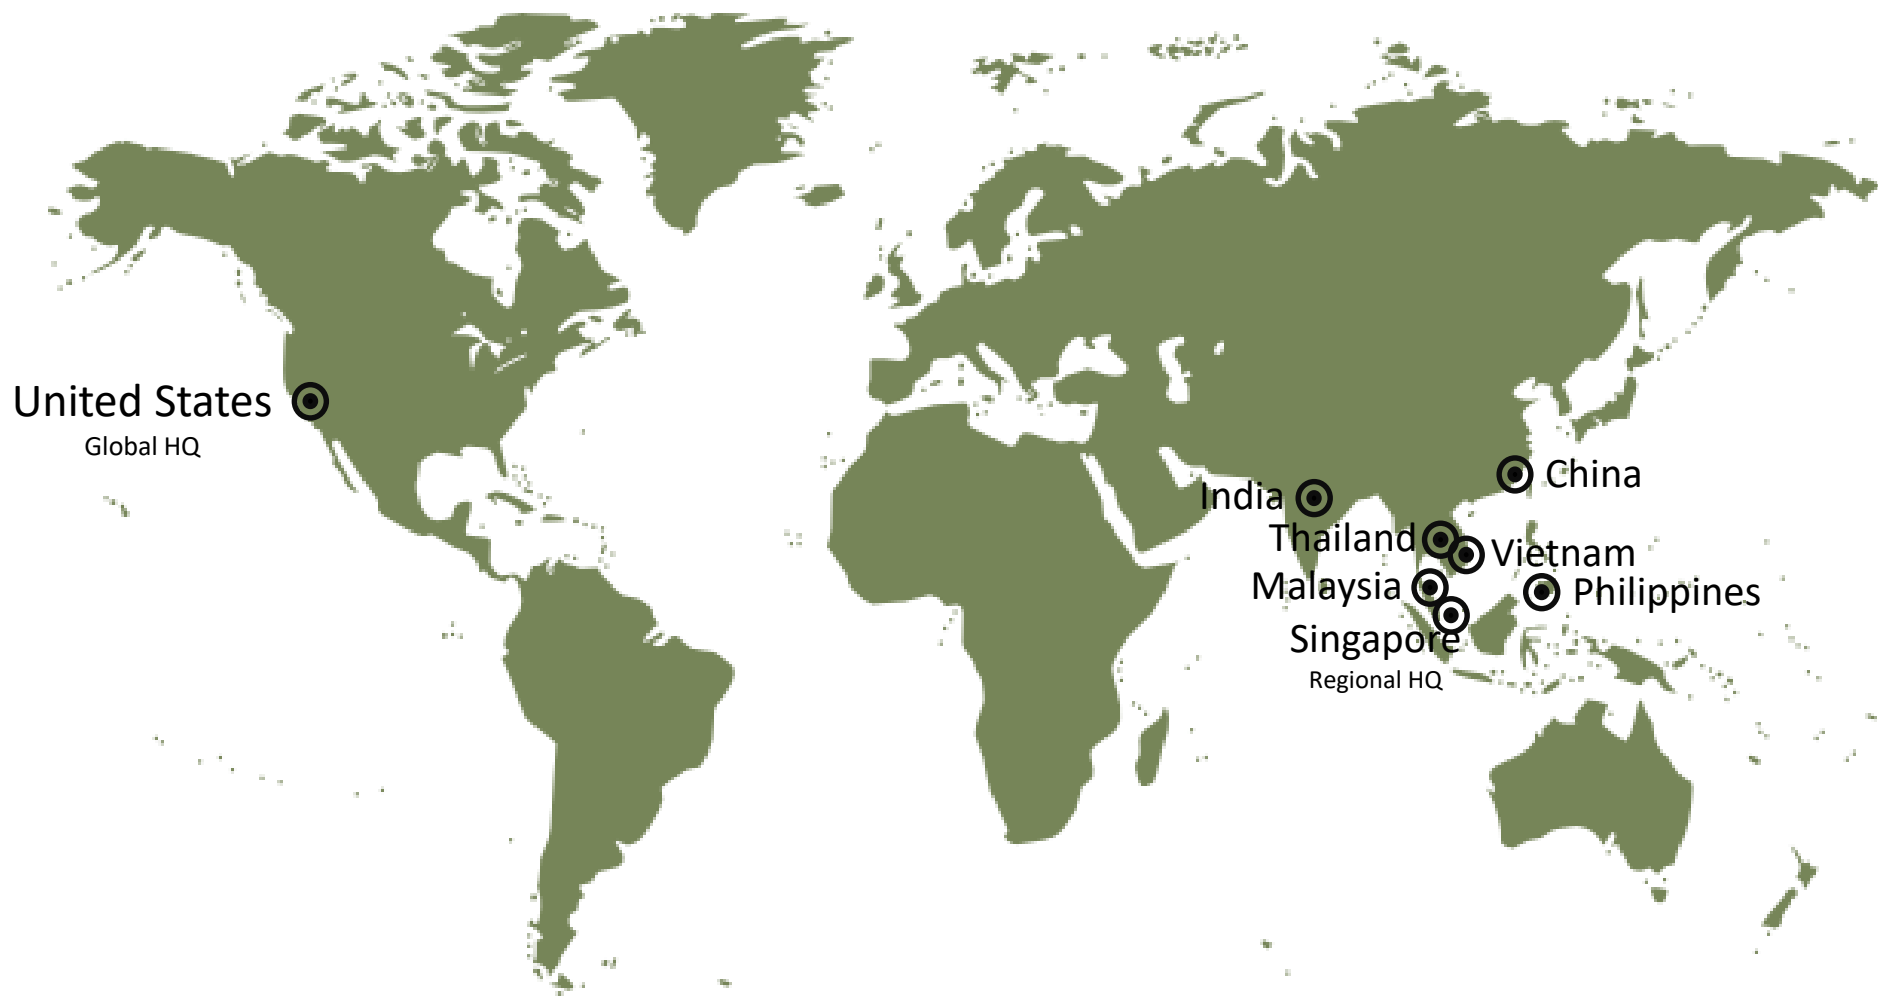 United States
Global HQ
China
India
Thailand
Vietnam
Malaysia
Philippines
Singapore
Regional HQ